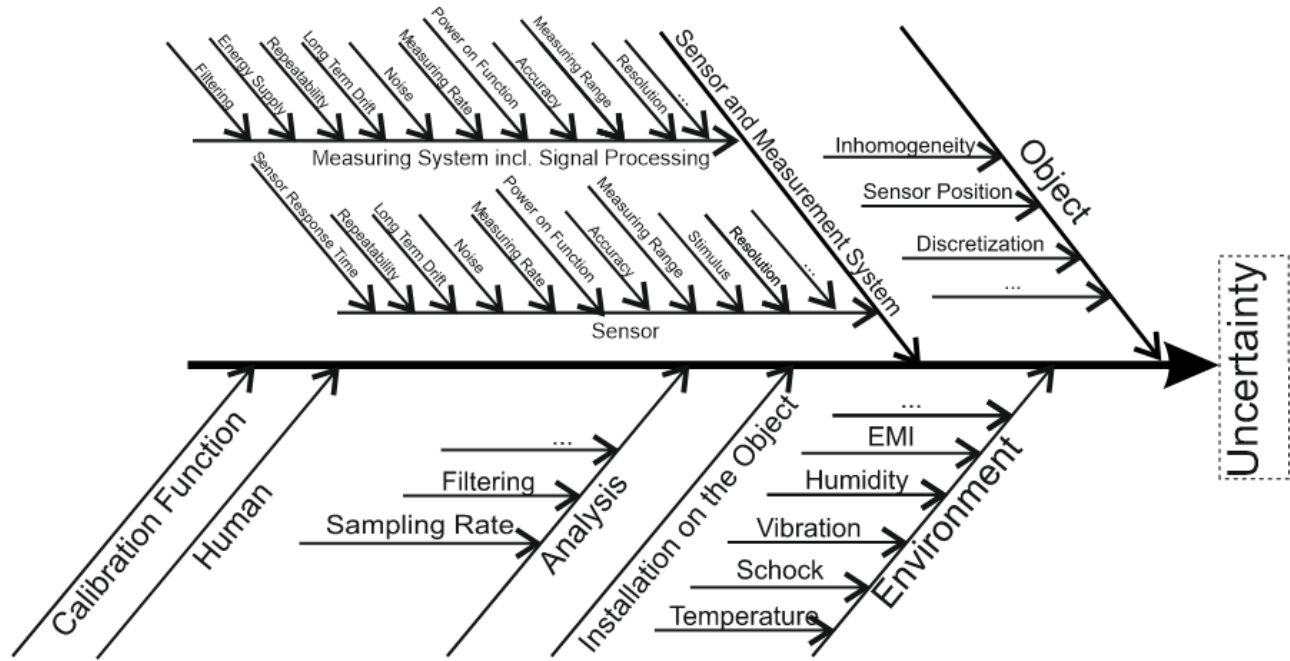 Filtering
Energy Supply
Repeatability
Long Term Drift
Noise
Measuring Rate
Power on Function
Accuracy
Measuring Range
Resolution
...
Measuring System incl. Signal Processing
Sensor Response Time
Repeatability
Long Term Drift
Noise
Measuring Rate
Power on Function
Accuracy
Measuring Range
Stimulus
Resolution
...
Sensor
Sensor and Measurement System
Inhomogeneity
Sensor Position
Discretization
...
Object
Uncertainty
Calibration Function
Human
...
Filtering
Sampling Rate
Analysis
Installation on the Object
...
EMI
Humidity
Vibration
Schock
Temperature
Environment